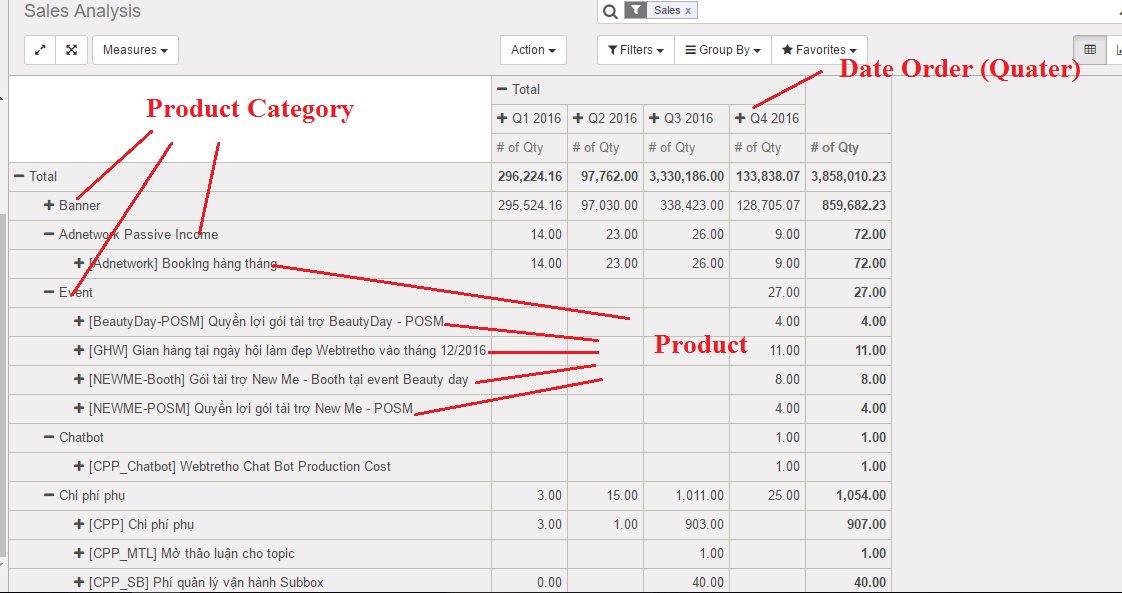 Sales Analysis
Sales x
Measures
Action
Filters
Group By
Favorites
Date Order (Quater)
Product Category
Total
Q1 2016 Q2 2016 Q3 2016 Q4 2016
# of Qty # of Qty # of Qty # of Qty # of Qty
Total 296,224.16 97,762.00 3,330,186.00 133,838.07 3,858,010.23
Banner 295,524.16 97,030.00 338,423.00 128,705.07 859,682.23
Adnetwork Passive Income 14.00 23.00 26.00 9.00 72.00
[Adnetwork] Booking hàng tháng 14.00 23.00 26.00 9.00 72.00
Event 27.00 27.00
[BeautyDay-POSM] Quyền lợi gói tài trợ BeautyDay - POSM 4.00 4.00
Product
[GHW] Gian hàng tại ngày hội làm đẹp Webtretho vào tháng 12/2016 11.00 11.00
[NEWME-Booth] Gói tài trợ New Me - Booth tại event Beauty day 8.00 8.00
[NEWME-POSM] Quyền lợi gói tài trợ New Me - POSM 4.00 4.00
Chatbot 1.00 1.00
[CPP_Chatbot] Webtretho Chat Bot Production Cost 1.00 1.00
Chi phí phụ 3.00 15.00 1,011.00 25.00 1,054.00
[CPP] Chi phí phụ 3.00 1.00 903.00 907.00
[CPP_MTL] Mở thảo luận cho topic 1.00 1.00
[CPP_SB] Phí quản lý vận hành Subbox 0.00 40.00 40.00